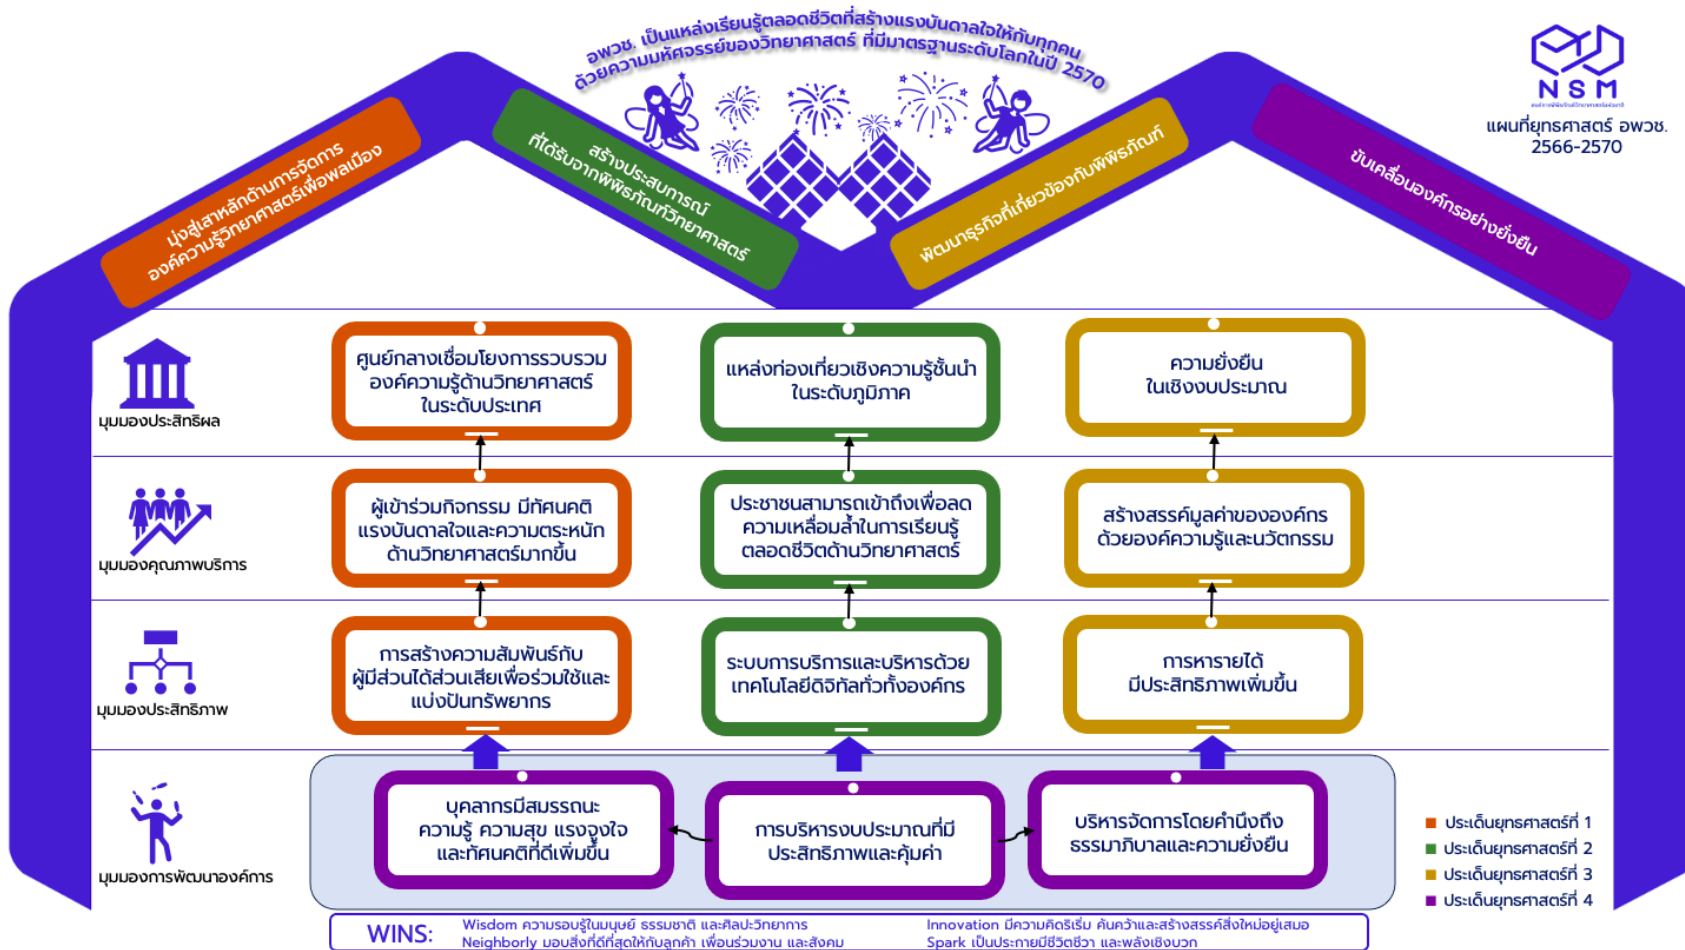 อพวช. เป็นแหล่งเรียนรู้ตลอดชีวิตที่สร้างแรงบันดาลใจให้กับทุกคน
ด้วยความมหัศจรรย์ของวิทยาศาสตร์ ที่มีมาตรฐานระดับโลกในปี 2570
NSM
องค์การพิพิธภัณฑ์วิทยาศาสตร์แห่งชาติ
แผนที่ยุทธศาสตร์ อพวช.
2566-2570
มุ่งสู่เสาหลักด้านการจัดการ
องค์ความรู้วิทยาศาสตร์เพื่อพลเมือง
สร้างประสบการณ์
ที่ได้รับจากพิพิธภัณฑ์วิทยาศาสตร์
พัฒนาธุรกิจที่เกี่ยวข้องกับพิพิธภัณฑ์
ขับเคลื่อนองค์กรอย่างยั่งยืน
มุมมองประสิทธิผล
ศูนย์กลางเชื่อมโยงการรวบรวม
องค์ความรู้ด้านวิทยาศาสตร์
ในระดับประเทศ
แหล่งท่องเที่ยวเชิงความรู้ชั้นนำ
ในระดับภูมิภาค
ความยั่งยืน
ในเชิงงบประมาณ
มุมมองคุณภาพบริการ
ผู้เข้าร่วมกิจกรรม มีทัศนคติ
แรงบันดาลใจและความตระหนัก
ด้านวิทยาศาสตร์มากขึ้น
ประชาชนสามารถเข้าถึงเพื่อลด
ความเหลื่อมล้ำในการเรียนรู้
ตลอดชีวิตด้านวิทยาศาสตร์
สร้างสรรค์มูลค่าขององค์กร
ด้วยองค์ความรู้และนวัตกรรม
มุมมองประสิทธิภาพ
การสร้างความสัมพันธ์กับ
ผู้มีส่วนได้ส่วนเสียเพื่อร่วมใช้และ
แบ่งปันทรัพยากร
ระบบการบริการและบริหารด้วย
เทคโนโลยีดิจิทัลทั่วทั้งองค์กร
การหารายได้
มีประสิทธิภาพเพิ่มขึ้น
มุมมองการพัฒนาองค์การ
บุคลากรมีสมรรถนะ
ความรู้ ความสุข แรงจูงใจ
และทัศนคติที่ดีเพิ่มขึ้น
การบริหารงบประมาณที่มี
ประสิทธิภาพและคุ้มค่า
บริหารจัดการโดยคำนึงถึง
ธรรมาภิบาลและความยั่งยืน
ประเด็นยุทธศาสตร์ที่ 1
ประเด็นยุทธศาสตร์ที่ 2
ประเด็นยุทธศาสตร์ที่ 3
ประเด็นยุทธศาสตร์ที่ 4
WINS:
Wisdom ความรอบรู้ในมนุษย์ ธรรมชาติ และศิลปะวิทยาการ
Neighborly มอบสิ่งที่ดีที่สุดให้กับลูกค้า เพื่อนร่วมงาน และสังคม
Innovation มีความคิดริเริ่ม ค้นคว้าและสร้างสรรค์สิ่งใหม่อยู่เสมอ
Spark เป็นประกายมีชีวิตชีวา และพลังเชิงบวก